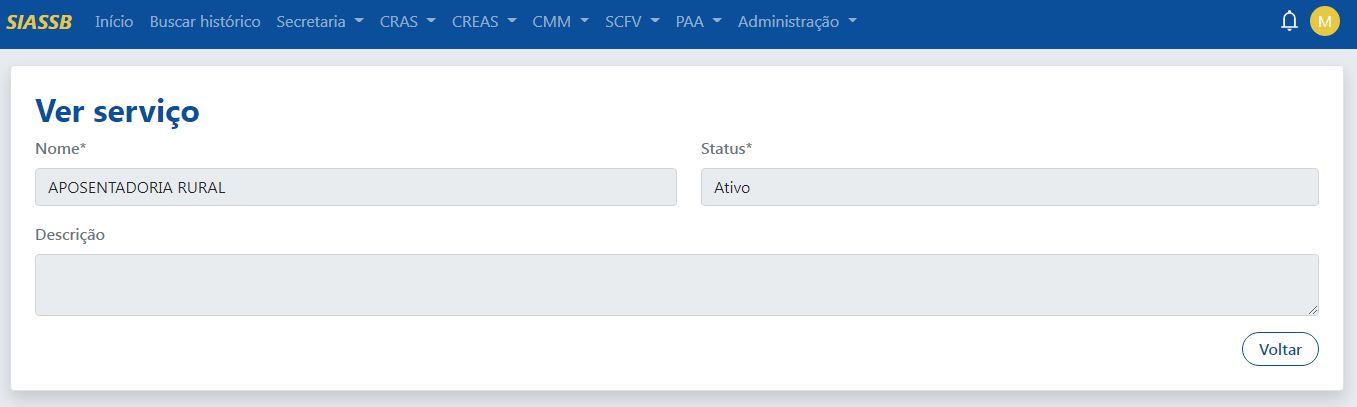 SIASSB Início Buscar histórico Secretaria CRAS CREAS CMM SCFV PAA Administração M
Ver serviço
Nome* Status*
APOSENTADORIA RURAL Ativo
Descrição
Voltar